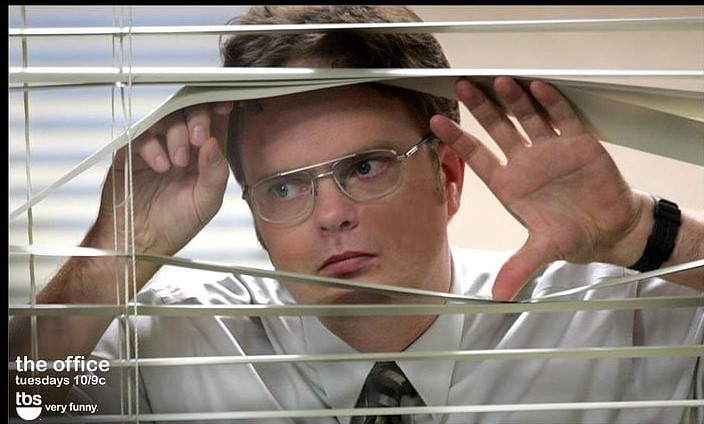 the office
tuesdays 10/9c
tbs
very funny.